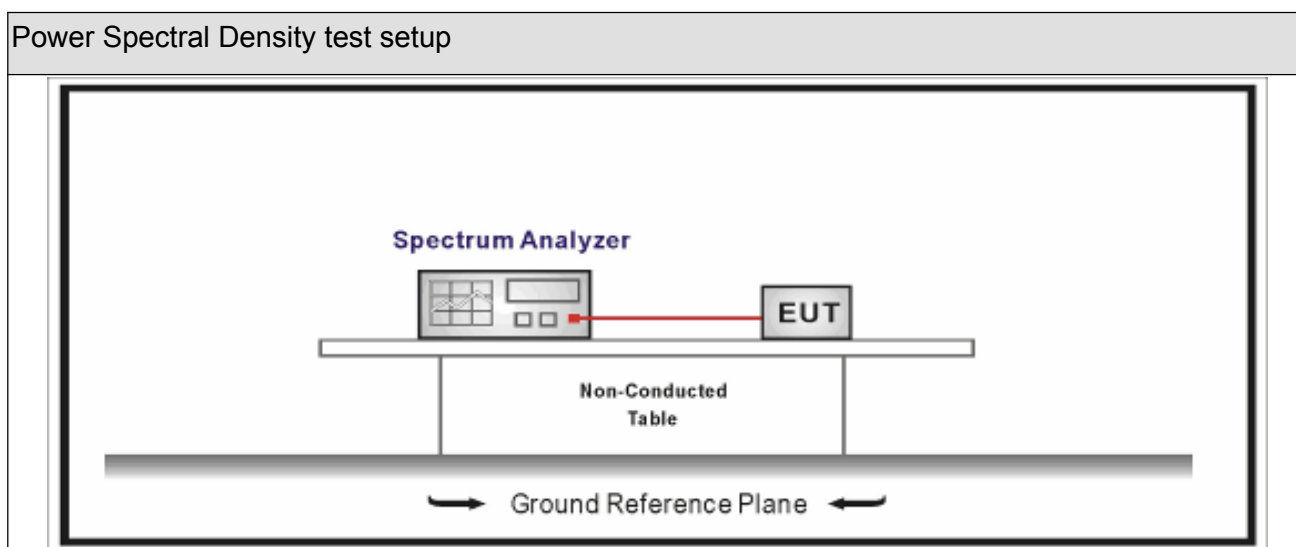 Power Spectral Density test setup
Spectrum Analyzer
EUT
Non-Conducted
Table
Ground Reference Plane